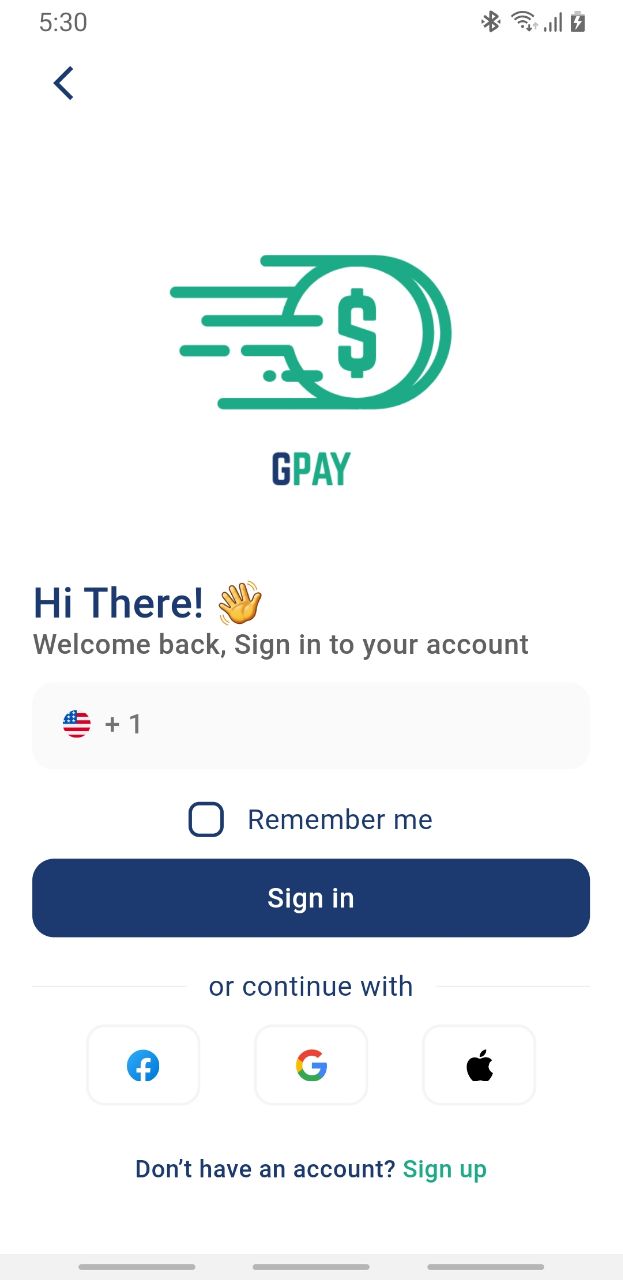 5:30
$
GPAY
Hi There! 👋
Welcome back, Sign in to your account
+ 1
Remember me
Sign in
or continue with
Don’t have an account? Sign up